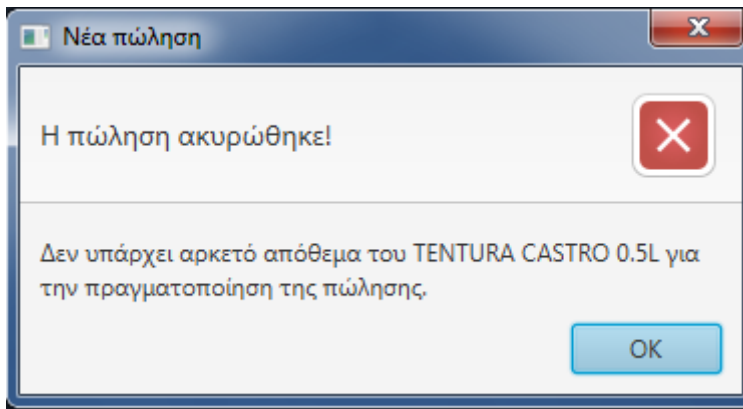 Νέα πώληση
Η πώληση ακυρώθηκε!
Δεν υπάρχει αρκετό απόθεμα του TENTURA CASTRO 0.5L για
την πραγματοποίηση της πώλησης.
OK